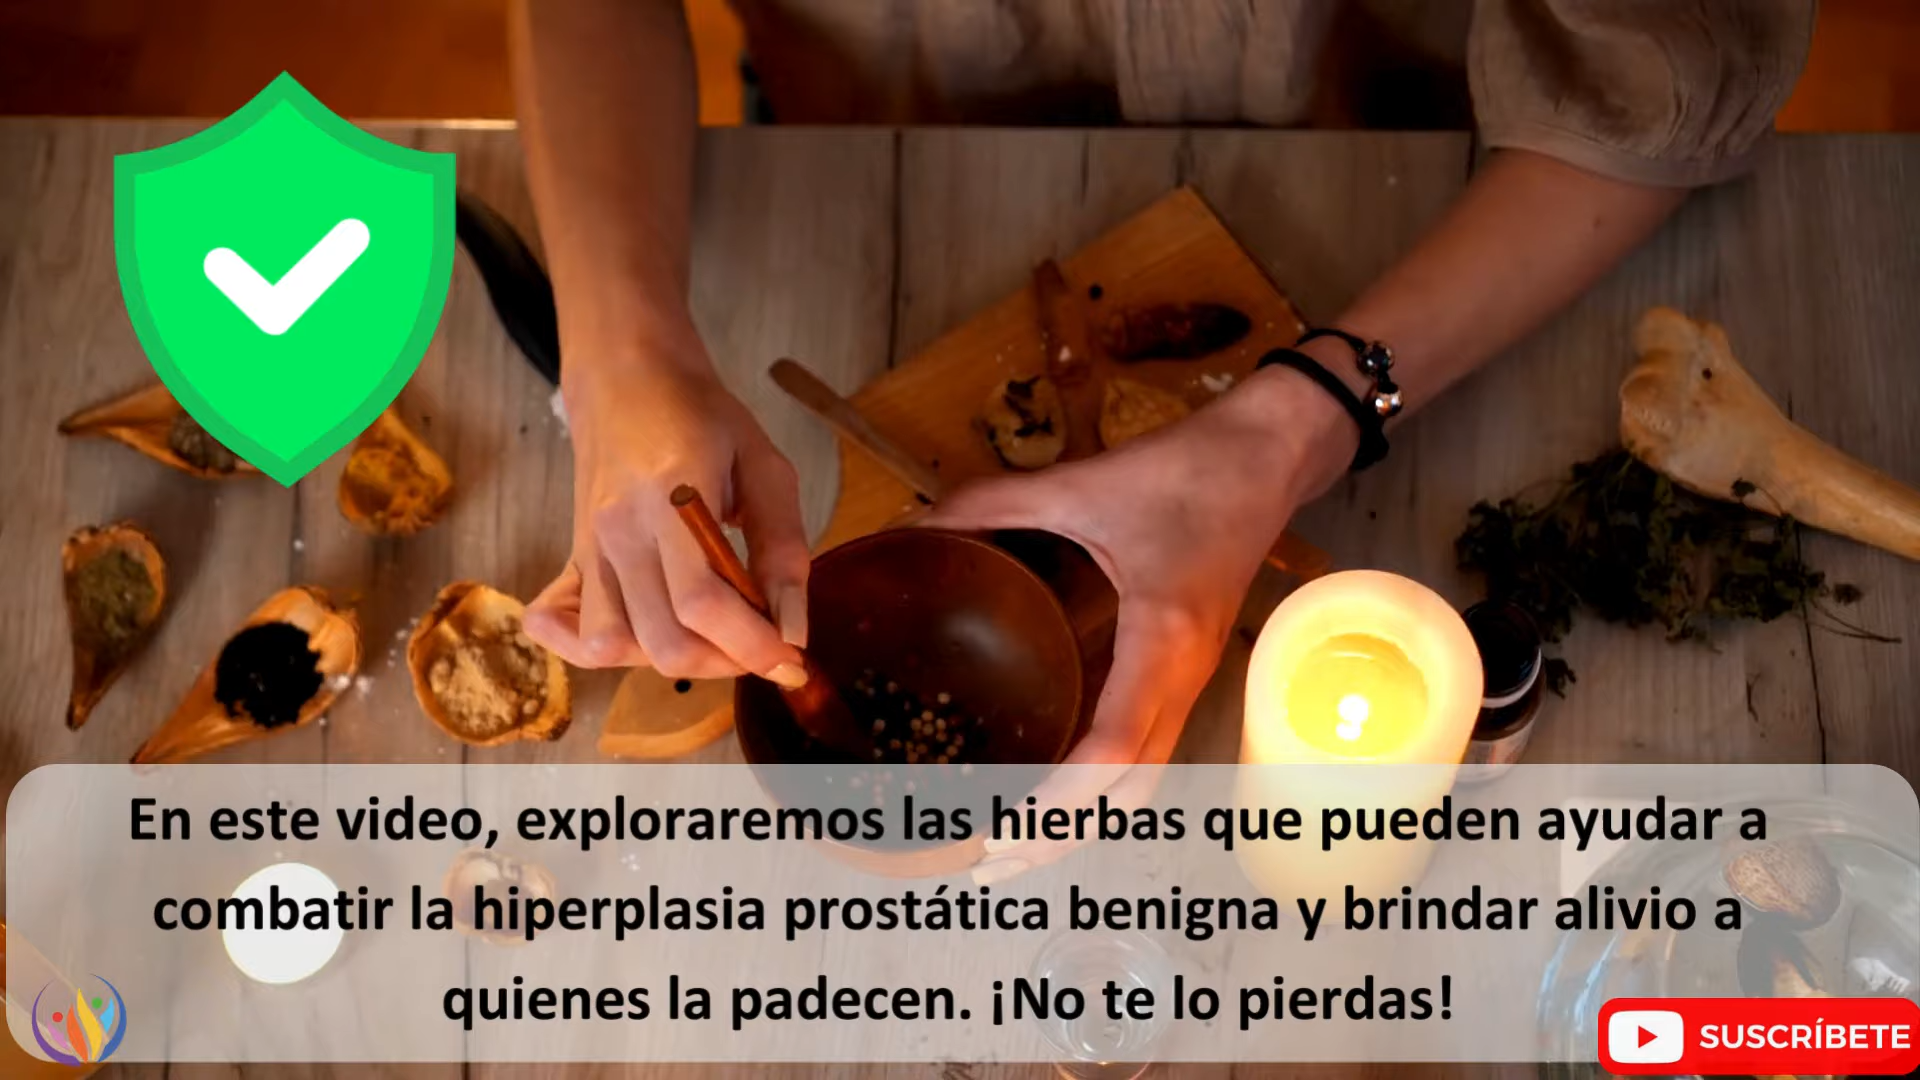 En este video, exploraremos las hierbas que pueden ayudar a
combatir la hiperplasia prostática benigna y brindar alivio a
quienes la padecen. ¡No te lo pierdas!
SUSCRÍBETE